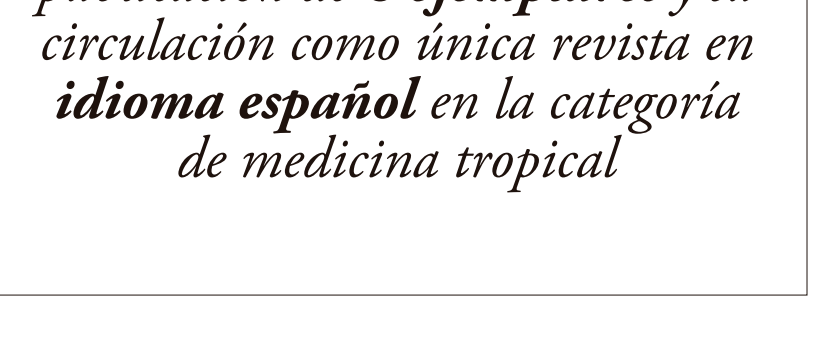 circulación como única revista en
idioma español en la categoría
de medicina tropical